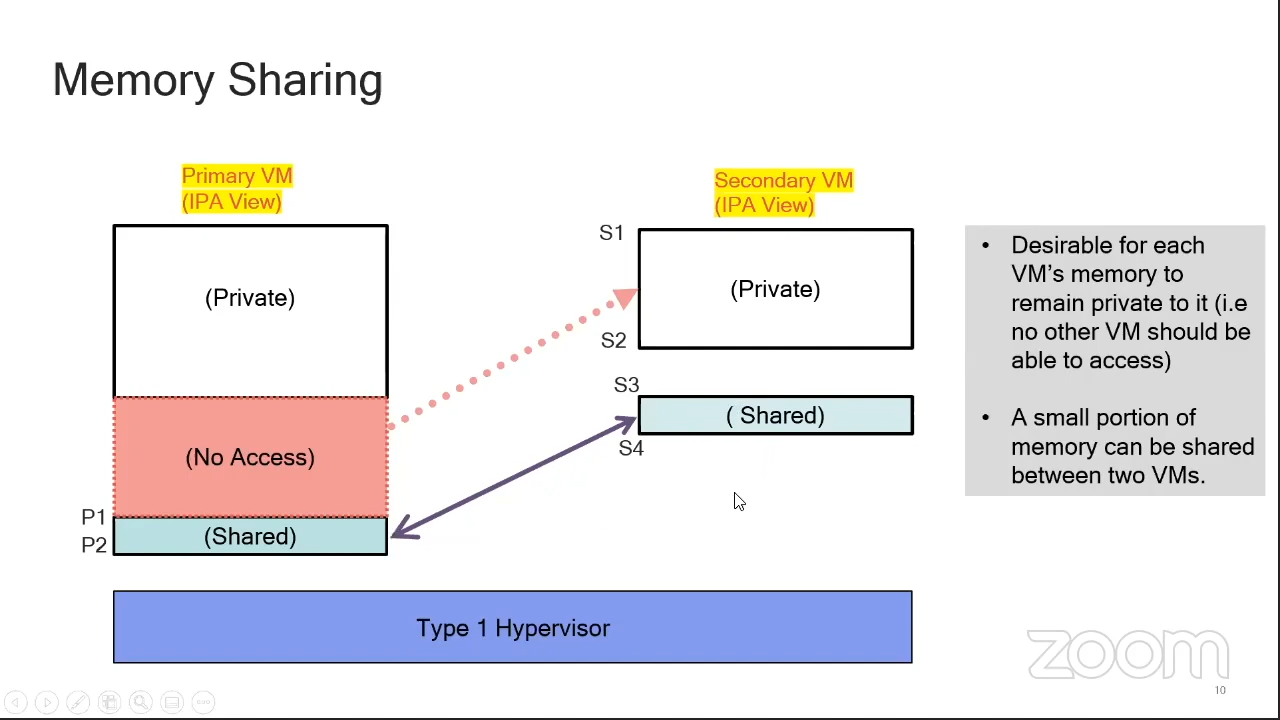 Memory Sharing
Primary VM
(IPA View)
Secondary VM
(IPA View)
S1
(Private)
(Private)
S2
S3
( Shared)
S4
(No Access)
P1
(Shared)
P2
Type 1 Hypervisor
• Desirable for each
VM's memory to
remain private to it (i.e
no other VM should be
able to access)
• A small portion of
memory can be shared
between two VMs.
zoom
10